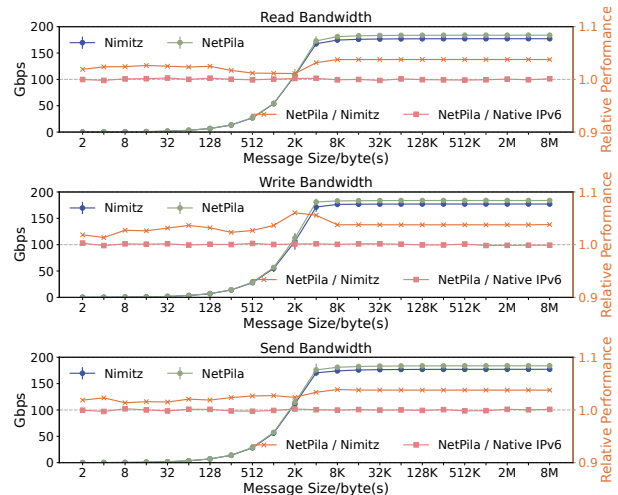 Read Bandwidth
200
150
100
50
0
Gbps
Nimitz
NetPila
NetPila / Nimitz
NetPila / Native IPv6
1.1
1.0
0.9
Relative Performance
2 8 32 128 512 2K 8K 32K 128K 512K 2M 8M
Message Size/byte(s)
Write Bandwidth
200
150
100
50
0
Gbps
Nimitz
NetPila
NetPila / Nimitz
NetPila / Native IPv6
1.1
1.0
0.9
Relative Performance
2 8 32 128 512 2K 8K 32K 128K 512K 2M 8M
Message Size/byte(s)
Send Bandwidth
200
150
100
50
0
Gbps
Nimitz
NetPila
NetPila / Nimitz
NetPila / Native IPv6
1.1
1.0
0.9
Relative Performance
2 8 32 128 512 2K 8K 32K 128K 512K 2M 8M
Message Size/byte(s)